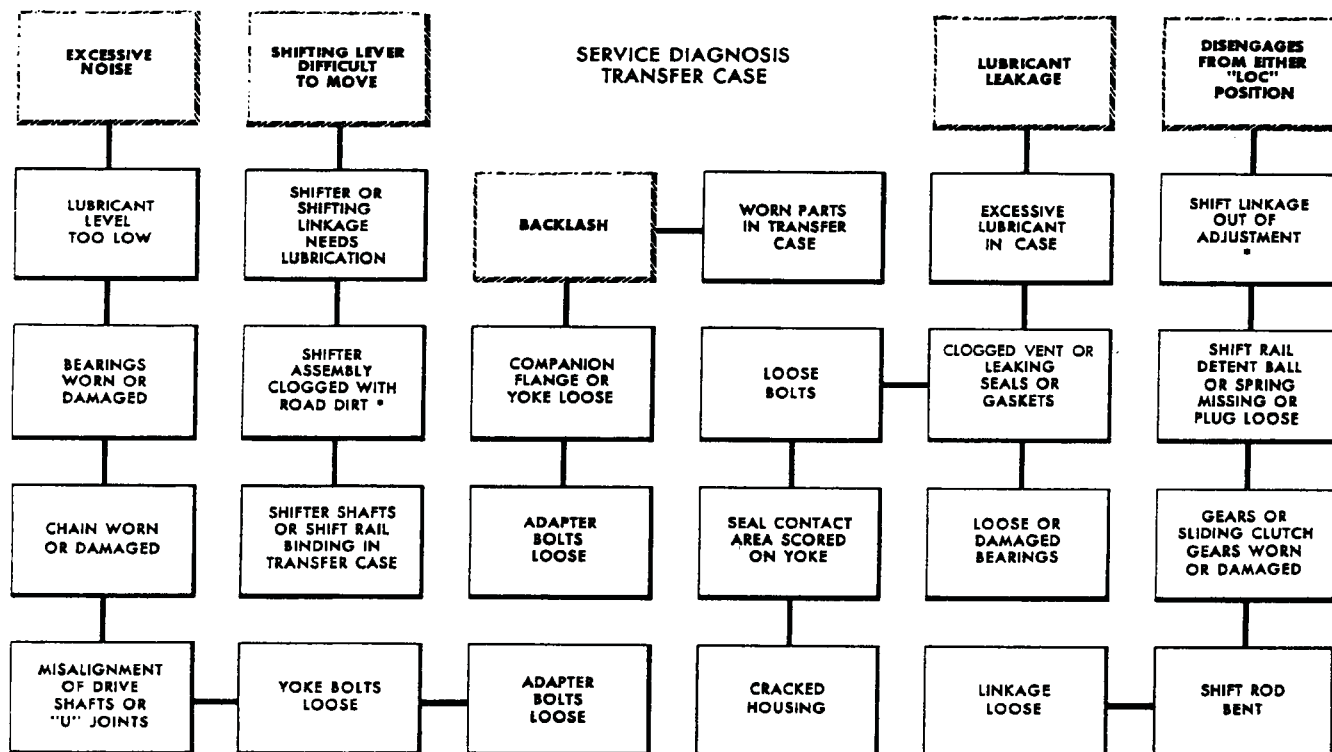 SERVICE DIAGNOSIS
TRANSFER CASE
EXCESSIVE
NOISE
SHIFTING LEVER
DIFFICULT
TO MOVE
LUBRICANT
LEAKAGE
DISENGAGES
FROM EITHER
"LOC"
POSITION
LUBRICANT
LEVEL
TOO LOW
SHIFTER OR
SHIFTING
LINKAGE
NEEDS
LUBRICATION
BACKLASH
WORN PARTS
IN TRANSFER
CASE
EXCESSIVE
LUBRICANT
IN CASE
SHIFT LINKAGE
OUT OF
ADJUSTMENT
*
BEARINGS
WORN OR
DAMAGED
SHIFTER
ASSEMBLY
CLOGGED WITH
ROAD DIRT *
COMPANION
FLANGE OR
YOKE LOOSE
LOOSE
BOLTS
CLOGGED VENT OR
LEAKING
SEALS OR
GASKETS
SHIFT RAIL
DETENT BALL
OR SPRING
MISSING OR
PLUG LOOSE
CHAIN WORN
OR DAMAGED
SHIFTER SHAFTS
OR SHIFT RAIL
BINDING IN
TRANSFER CASE
ADAPTER
BOLTS
LOOSE
SEAL CONTACT
AREA SCORED
ON YOKE
LOOSE OR
DAMAGED
BEARINGS
GEARS OR
SLIDING CLUTCH
GEARS WORN
OR DAMAGED
MISALIGNMENT
OF DRIVE
SHAFTS OR
"U" JOINTS
YOKE BOLTS
LOOSE
ADAPTER
BOLTS
LOOSE
CRACKED
HOUSING
LINKAGE
LOOSE
SHIFT ROD
BENT